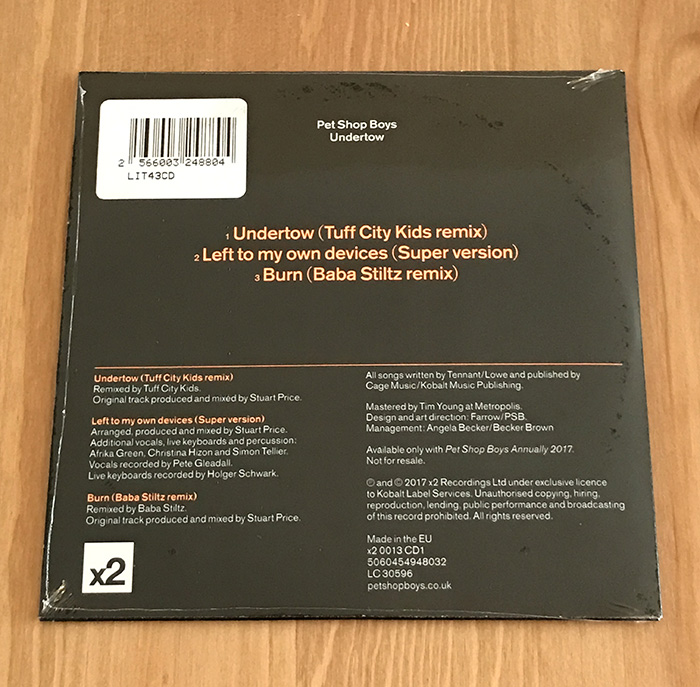 2 566003 248804
LIT43CD
Pet Shop Boys
Undertow
1 Undertow (Tuff City Kids remix)
2 Left to my own devices (Super version)
3 Burn (Baba Stiltz remix)
Undertow (Tuff City Kids remix)
Remixed by Tuff City Kids.
Original track produced and mixed by Stuart Price.
Left to my own devices (Super version)
Arranged, produced and mixed by Stuart Price.
Additional vocals, live keyboards and percussion:
Afrika Green, Christina Hizon and Simon Tellier.
Vocals recorded by Pete Gleadall.
Live keyboards recorded by Holger Schwark.
Burn (Baba Stiltz remix)
Remixed by Baba Stiltz.
Original track produced and mixed by Stuart Price.
x2
All songs written by Tennant/Lowe and published by
Cage Music/Kobalt Music Publishing.
Mastered by Tim Young at Metropolis.
Design and art direction: Farrow/PSB.
Management: Angela Becker/Becker Brown
Available only with Pet Shop Boys Annually 2017.
Not for resale.
℗ and © 2017 x2 Recordings Ltd under exclusive licence
to Kobalt Label Services. Unauthorised copying, hiring,
reproduction, lending, public performance and broadcasting
of this record prohibited. All rights reserved.
Made in the EU
x2 0013 CD1
5060454948032
LC 30596
petshopboys.co.uk